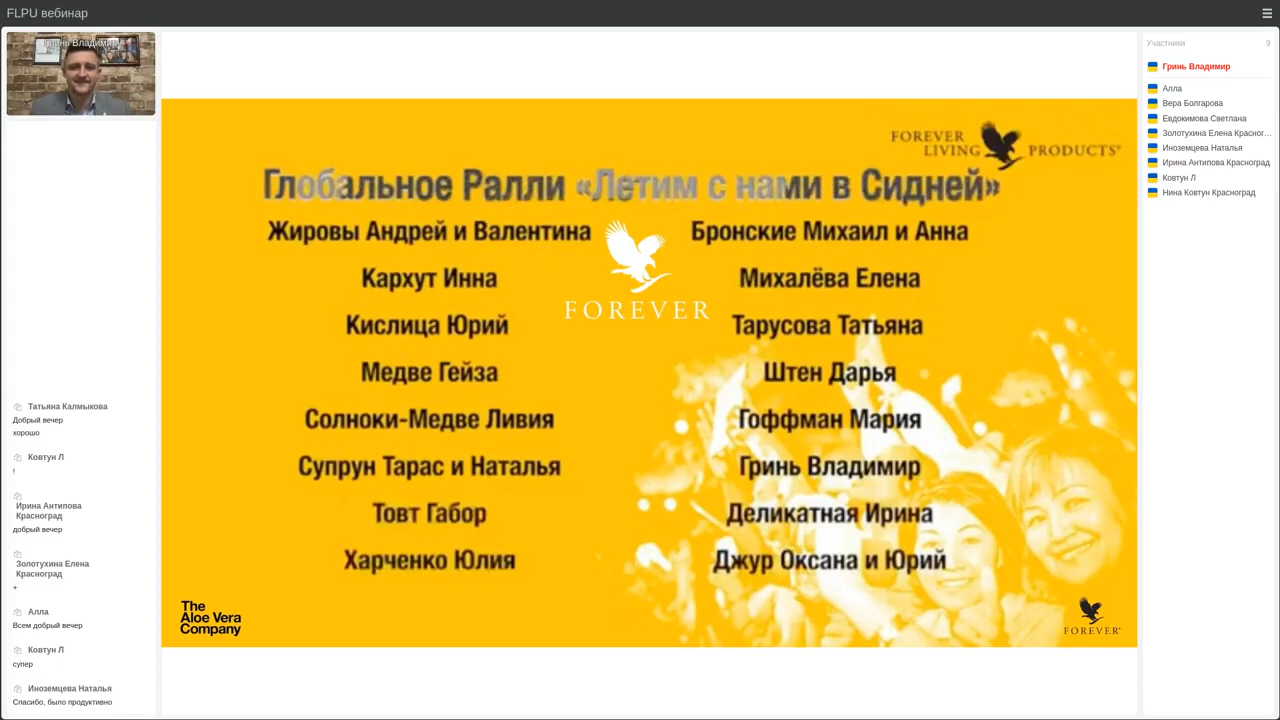 FLPU вебинар
Гринь Владимир
Татьяна Калмыкова
Добрый вечер
хорошо
Ковтун Л
!
Ирина Антипова
Красноград
добрый вечер
Золотухина Елена
Красноград
+
Алла
Всем добрый вечер
Ковтун Л
супер
Иноземцева Наталья
Спасибо, было продуктивно
FOREVER
LIVING PRODUCTS®
Глобальное Ралли «Летим с нами в Сидней»
Жировы Андрей и Валентина
Кархут Инна
Кислица Юрий
Медве Гейза
Солноки-Медве Ливия
Супрун Тарас и Наталья
Товт Габор
Харченко Юлия
FOREVER
Бронские Михаил и Анна
Михалёва Елена
Тарусова Татьяна
Штен Дарья
Гоффман Мария
Гринь Владимир
Деликатная Ирина
Джур Оксана и Юрий
The
Aloe Vera
Company
FOREVER®
Участники 9
Гринь Владимир
Алла
Вера Болгарова
Евдокимова Светлана
Золотухина Елена Красног...
Иноземцева Наталья
Ирина Антипова Красноград
Ковтун Л
Нина Ковтун Красноград